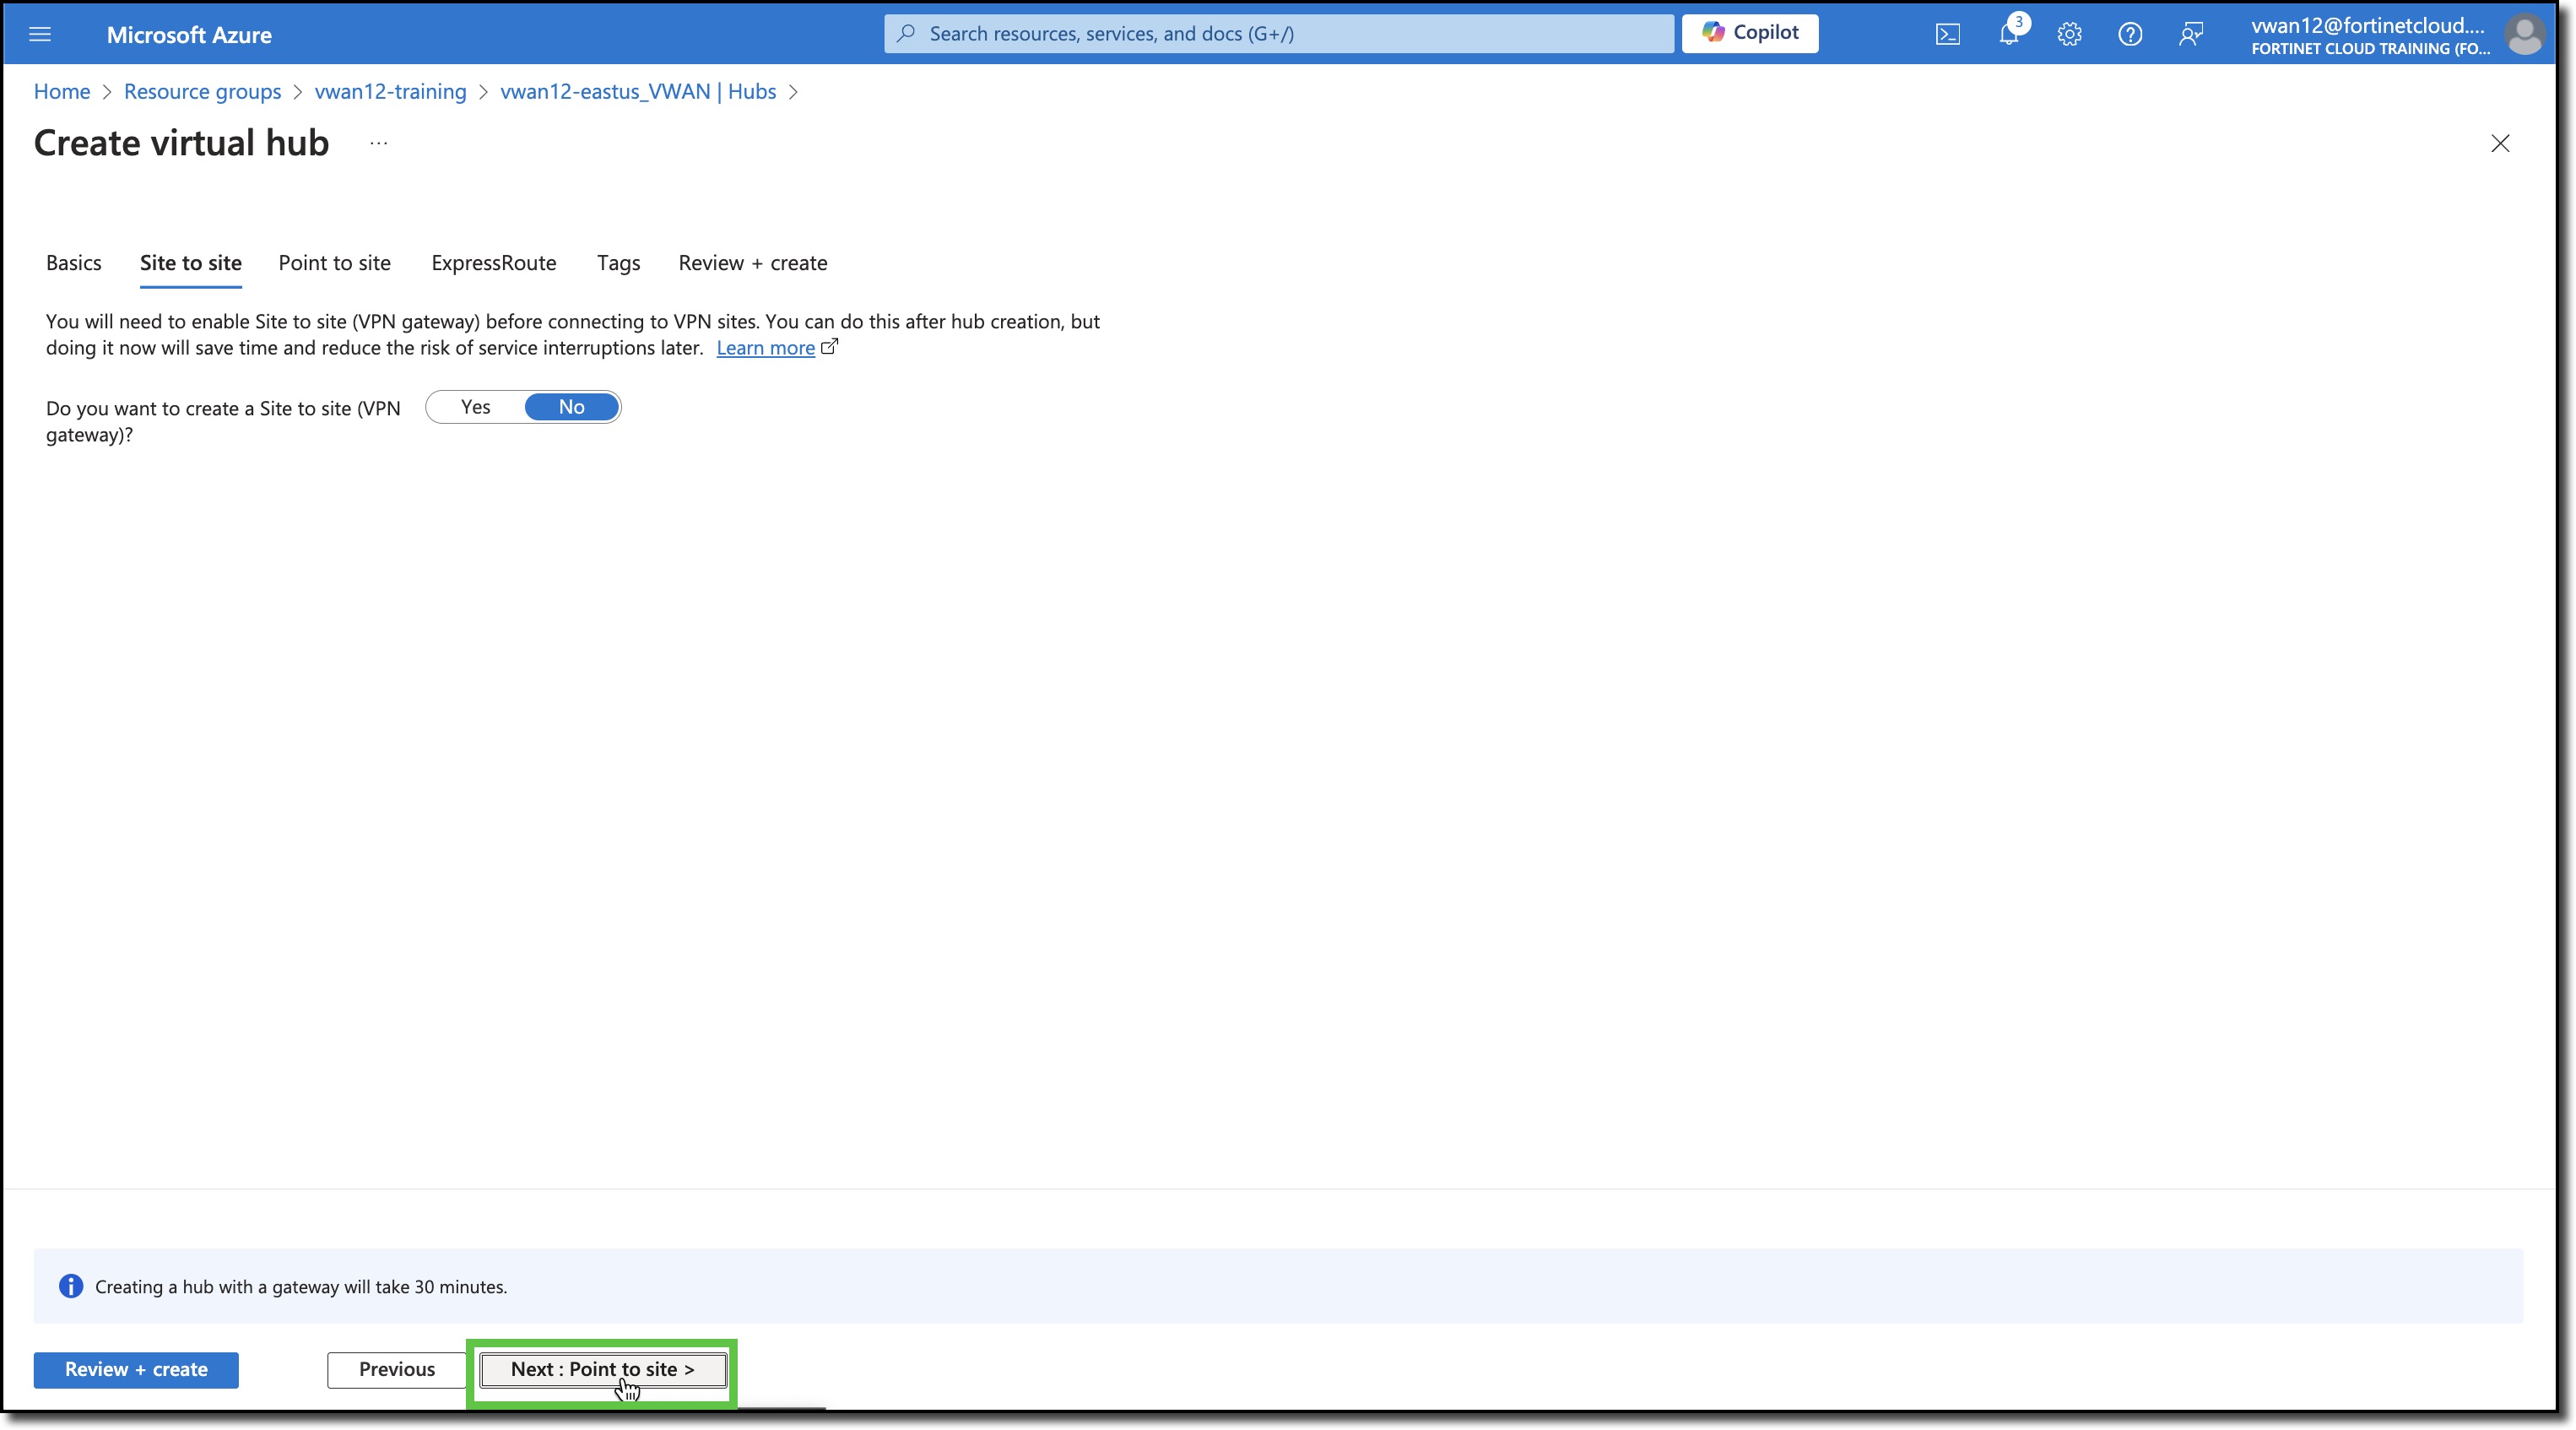 Microsoft Azure
Search resources, services, and docs (G+/)
Copilot
3
vwan12@fortinetcloud....
FORTINET CLOUD TRAINING (FO...
Home > Resource groups > vwan12-training > vwan12-eastus_VWAN | Hubs >
Create virtual hub ...
Basics Site to site Point to site ExpressRoute Tags Review + create
You will need to enable Site to site (VPN gateway) before connecting to VPN sites. You can do this after hub creation, but
doing it now will save time and reduce the risk of service interruptions later. Learn more
Do you want to create a Site to site (VPN
gateway)?
Yes No
Creating a hub with a gateway will take 30 minutes.
Review + create Previous Next : Point to site >